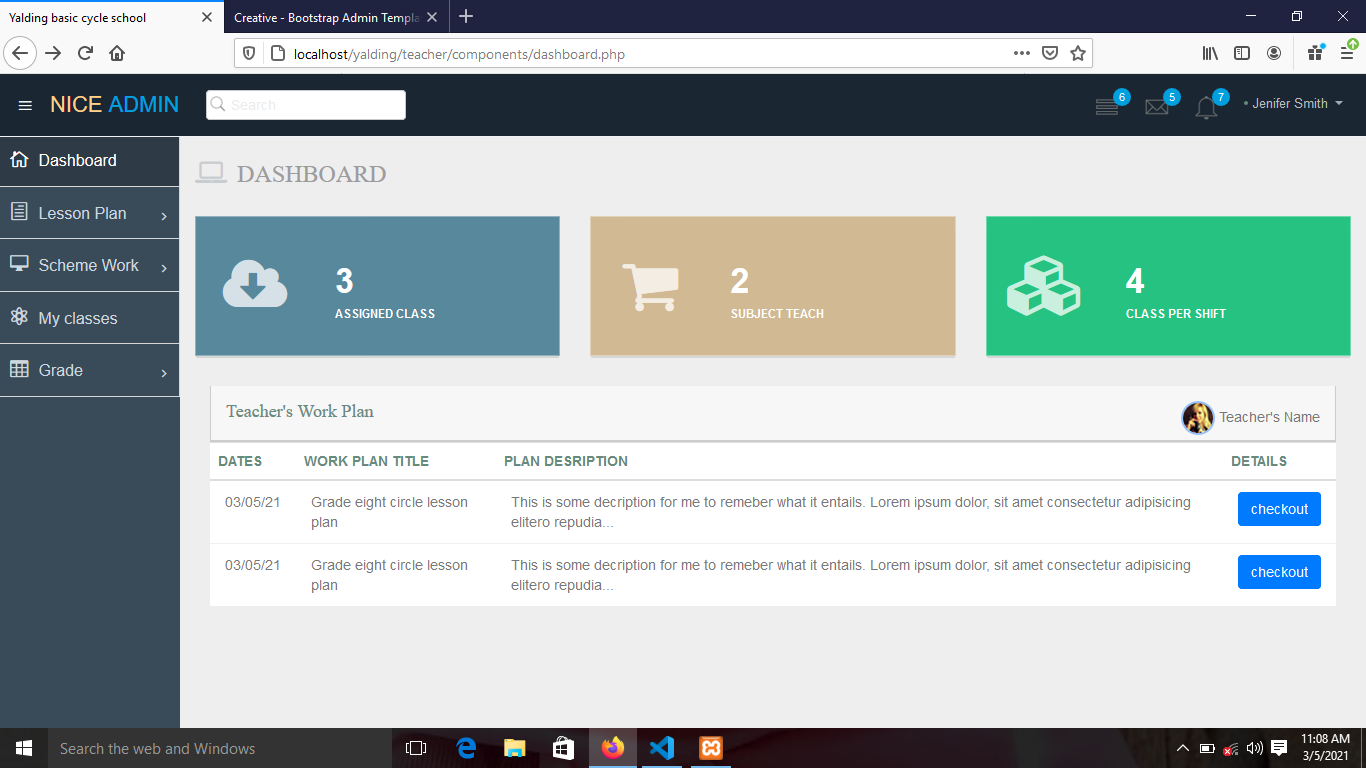 Yalding basic cycle school
Creative - Bootstrap Admin Templa
localhost/yalding/teacher/components/dashboard.php
NICE ADMIN
Search
6
5
7
Jenifer Smith
Dashboard
Lesson Plan
Scheme Work
My classes
Grade
DASHBOARD
3
ASSIGNED CLASS
2
SUBJECT TEACH
4
CLASS PER SHIFT
Teacher's Work Plan
Teacher's Name
DATES WORK PLAN TITLE PLAN DESRIPTION DETAILS
03/05/21
Grade eight circle lesson
plan
This is some decription for me to remeber what it entails. Lorem ipsum dolor, sit amet consectetur adipisicing
elitero repudia...
checkout
03/05/21
Grade eight circle lesson
plan
This is some decription for me to remeber what it entails. Lorem ipsum dolor, sit amet consectetur adipisicing
elitero repudia...
checkout
Search the web and Windows
11:08 AM
3/5/2021